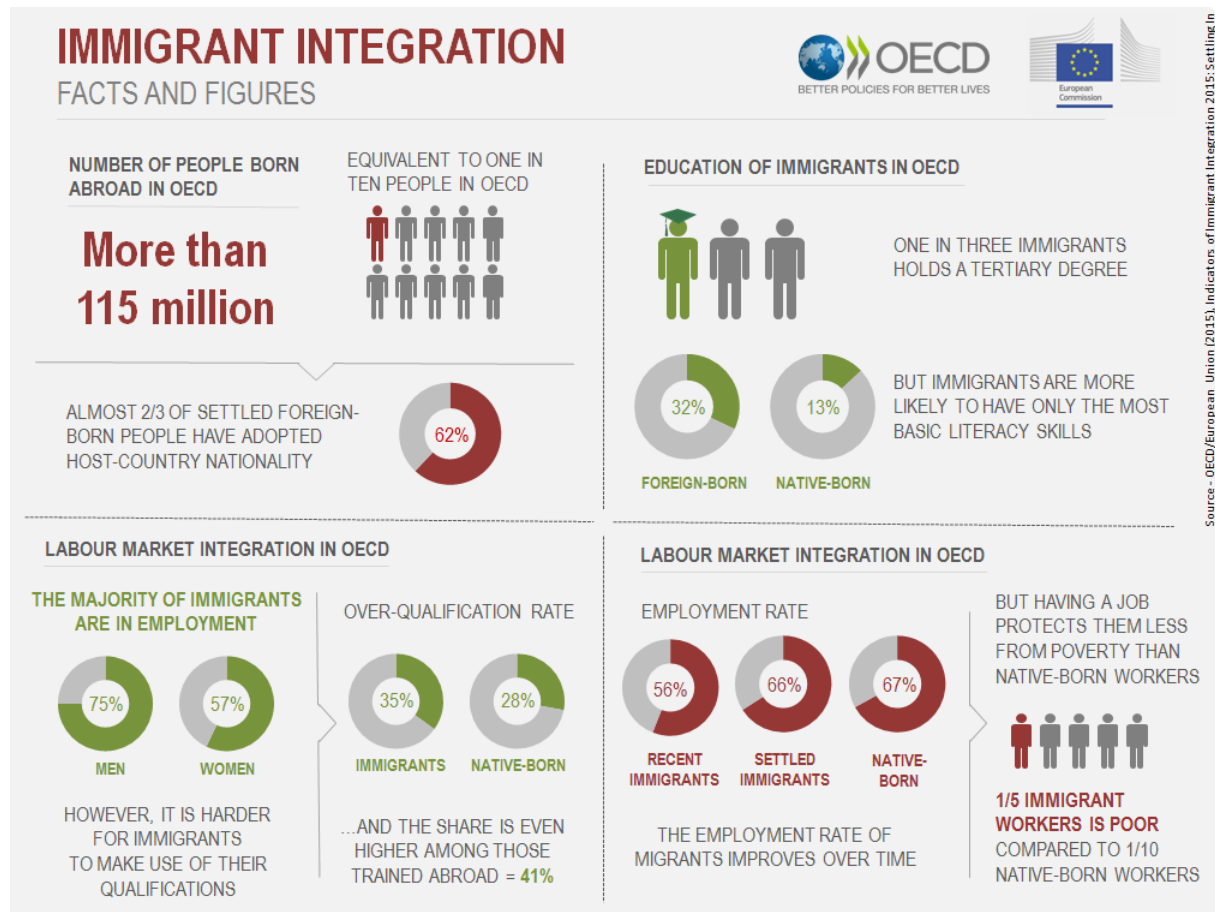 IMMIGRANT INTEGRATION
FACTS AND FIGURES
OECD
BETTER POLICIES FOR BETTER LIVES
European
Commission
NUMBER OF PEOPLE BORN
ABROAD IN OECD
More than
115 million
EQUIVALENT TO ONE IN
TEN PEOPLE IN OECD
ALMOST 2/3 OF SETTLED FOREIGN-
BORN PEOPLE HAVE ADOPTED
HOST-COUNTRY NATIONALITY
62%
EDUCATION OF IMMIGRANTS IN OECD
ONE IN THREE IMMIGRANTS
HOLDS A TERTIARY DEGREE
32%
FOREIGN-BORN
13%
NATIVE-BORN
BUT IMMIGRANTS ARE MORE
LIKELY TO HAVE ONLY THE MOST
BASIC LITERACY SKILLS
LABOUR MARKET INTEGRATION IN OECD
THE MAJORITY OF IMMIGRANTS
ARE IN EMPLOYMENT
75%
MEN
57%
WOMEN
HOWEVER, IT IS HARDER
FOR IMMIGRANTS
TO MAKE USE OF THEIR
QUALIFICATIONS
OVER-QUALIFICATION RATE
35%
IMMIGRANTS
28%
NATIVE-BORN
...AND THE SHARE IS EVEN
HIGHER AMONG THOSE
TRAINED ABROAD = 41%
LABOUR MARKET INTEGRATION IN OECD
EMPLOYMENT RATE
56%
RECENT
IMMIGRANTS
66%
SETTLED
IMMIGRANTS
67%
NATIVE-
BORN
THE EMPLOYMENT RATE OF
MIGRANTS IMPROVES OVER TIME
BUT HAVING A JOB
PROTECTS THEM LESS
FROM POVERTY THAN
NATIVE-BORN WORKERS
1/5 IMMIGRANT
WORKERS IS POOR
COMPARED TO 1/10
NATIVE-BORN WORKERS
Source - OECD/European Union (2015), Indicators of Immigrant Integration 2015: Settling In